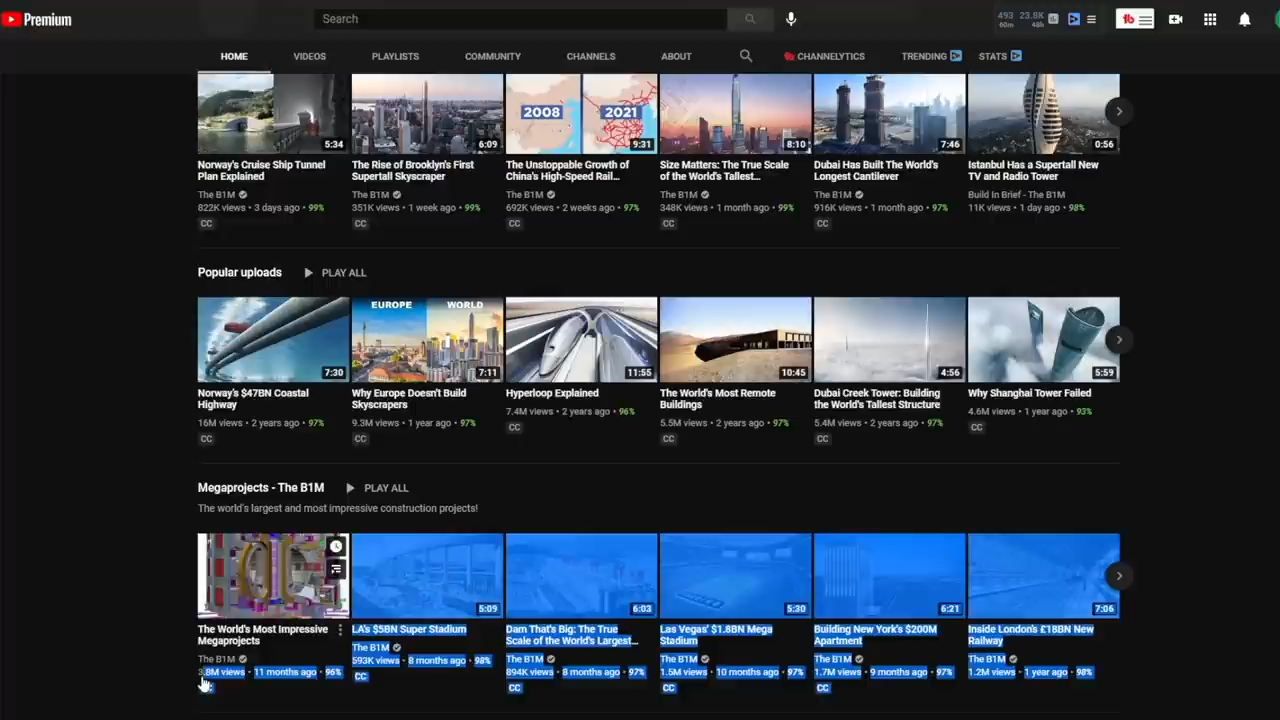 Premium
Search
493 23.8K
60m 48h
HOME VIDEOS PLAYLISTS COMMUNITY CHANNELS ABOUT CHANNELYTICS TRENDING STATS
2008 2021
5:34 6:09 9:31 8:10 7:46 0:56
Norway's Cruise Ship Tunnel The Rise of Brooklyn's First The Unstoppable Growth of Size Matters: The True Scale Dubai Has Built The World's Istanbul Has a Supertall New
Plan Explained Supertall Skyscraper China's High-Speed Rail... of the World's Tallest... Longest Cantilever TV and Radio Tower
The B1M The B1M The B1M The B1M The B1M Build In Brief - The B1M
822K views • 3 days ago • 99% 351K views • 1 week ago • 99% 692K views • 2 weeks ago • 97% 348K views • 1 month ago • 99% 916K views • 1 month ago • 97% 11K views • 1 day ago • 98%
CC CC CC CC CC
Popular uploads PLAY ALL
EUROPE WORLD
7:30 7:11 11:55 10:45 4:56 5:59
Norway's $47BN Coastal Why Europe Doesn't Build Hyperloop Explained The World's Most Remote Dubai Creek Tower: Building Why Shanghai Tower Failed
Highway Skyscrapers Buildings the World's Tallest Structure
7.4M views • 2 years ago • 96% 4.6M views • 1 year ago • 93%
16M views • 2 years ago • 97% 9.3M views • 1 year ago • 97% 5.5M views • 2 years ago • 97% 5.4M views • 2 years ago • 97%
CC CC
CC CC CC CC
Megaprojects - The B1M PLAY ALL
The world's largest and most impressive construction projects!
5:09 6:03 5:30 6:21 7:06
The World's Most Impressive LA's $5BN Super Stadium Dam That's Big: The True Las Vegas' $1.8BN Mega Building New York's $200M Inside London's £18BN New
Megaprojects Scale of the World's Largest... Stadium Apartment Railway
The B1M
The B1M The B1M The B1M The B1M The B1M
593K views • 8 months ago • 98%
.8M views • 11 months ago • 96% 894K views • 8 months ago • 97% 1.5M views • 10 months ago • 97% 1.7M views • 9 months ago • 97% 1.2M views • 1 year ago • 98%
CC
CC CC CC